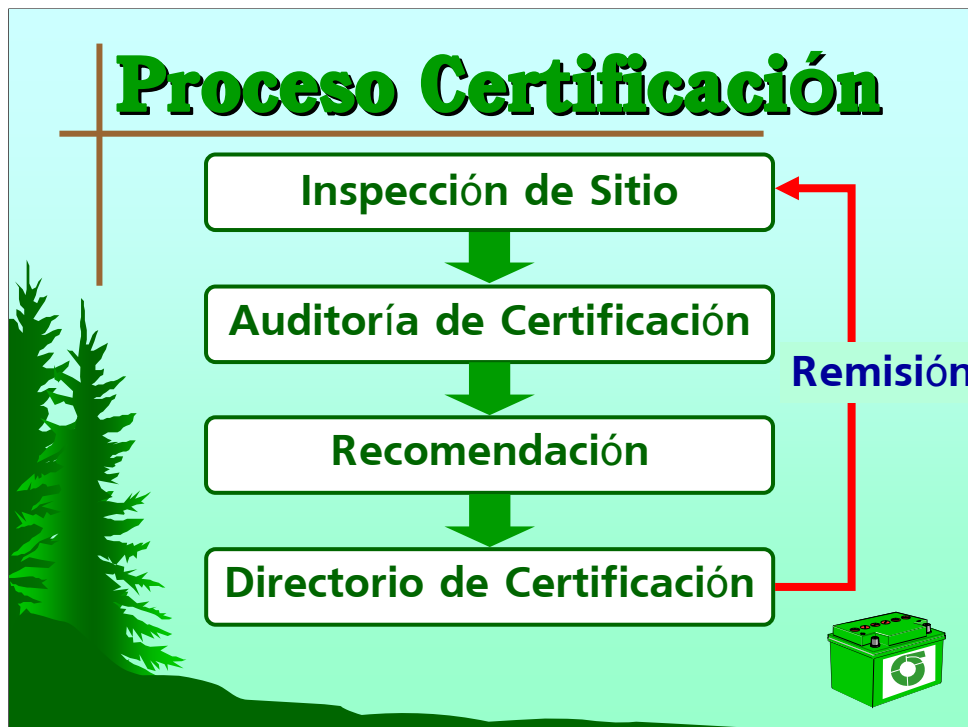 Proceso Certificación
Inspección de Sitio
Auditoría de Certificación
Remisión
Recomendación
Directorio de Certificación